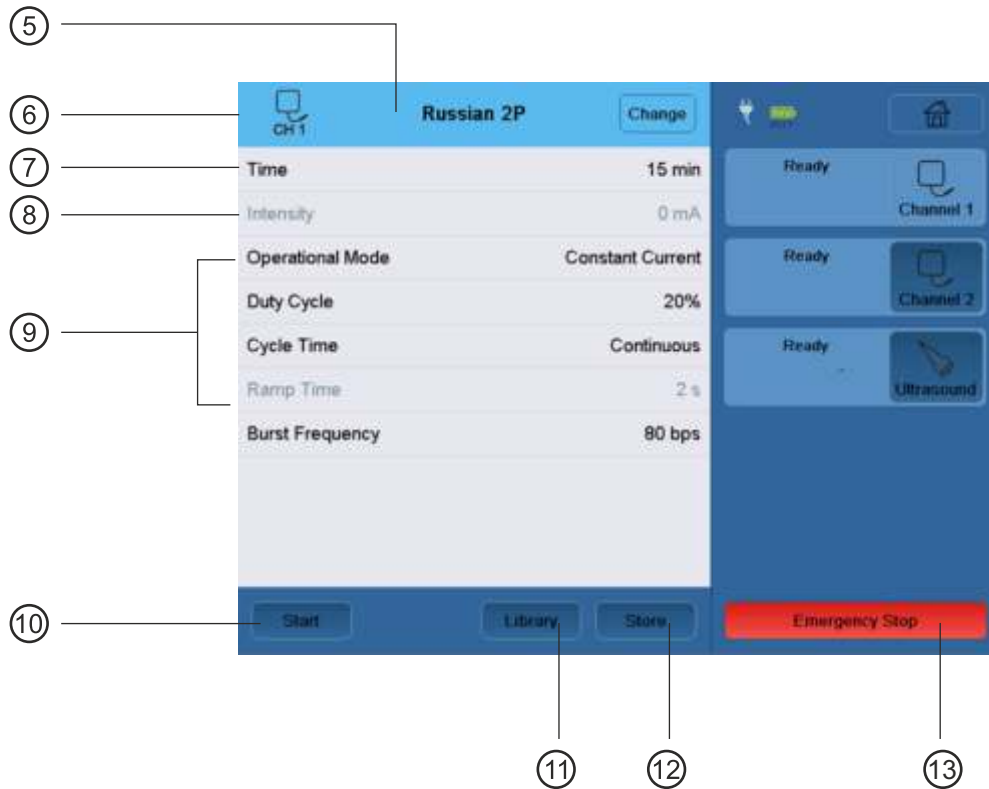 5
6
CH 1
Russian 2P
Change
7
Time 15 min
Ready
Channel 1
8
Intensity 0 mA
Operational Mode Constant Current
Ready
Channel 2
Duty Cycle 20%
9
Cycle Time Continuous
Ready
Ultrasound
Ramp Time 2 s
Burst Frequency 80 bps
10
Start
Library
Store
Emergency Stop
11
12
13